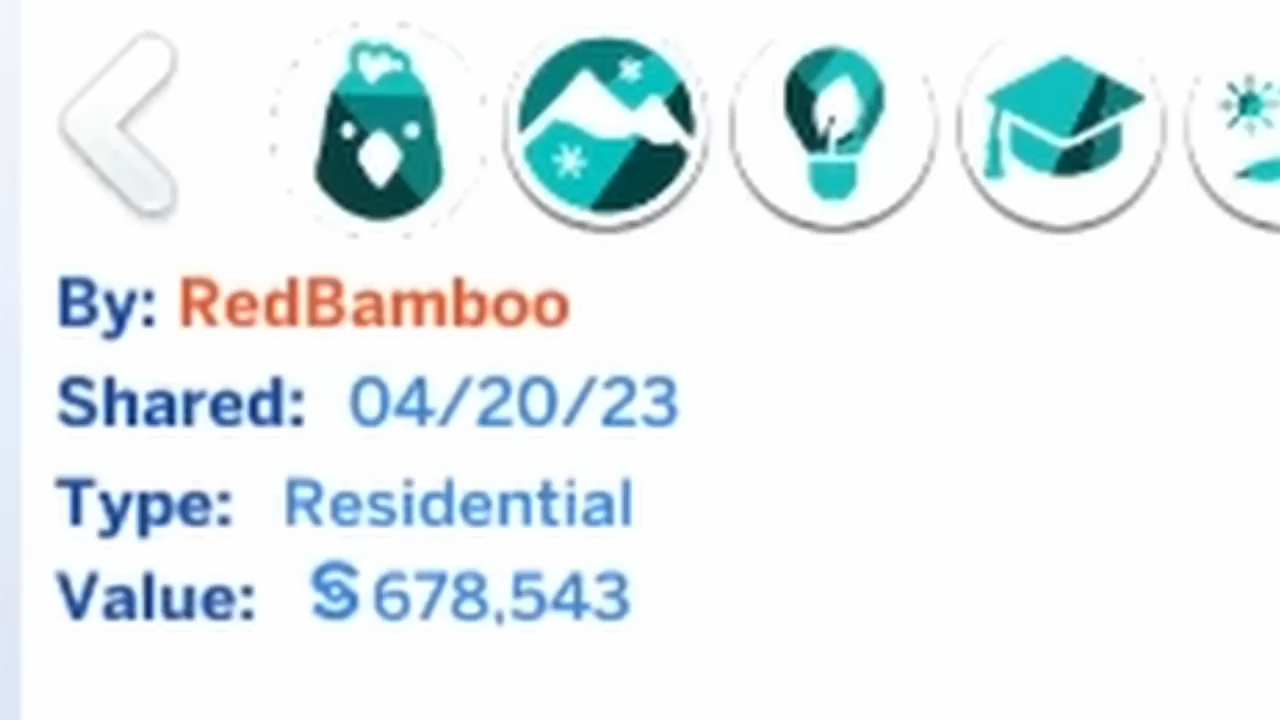 By: RedBamboo
Shared: 04/20/23
Type: Residential
Value: §678,543